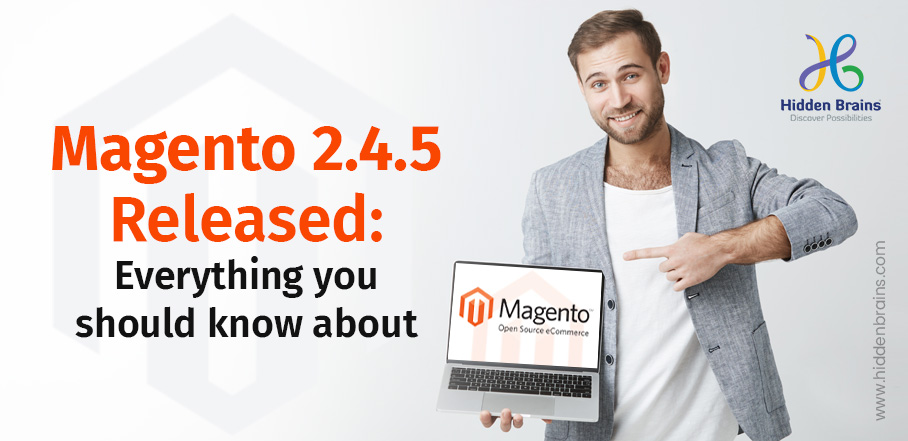 Magento 2.4.5
Released:
Everything you
should know about
Hidden Brains
Discover Possibilities
Magento™
Open Source eCommerce
www.hiddenbrains.com